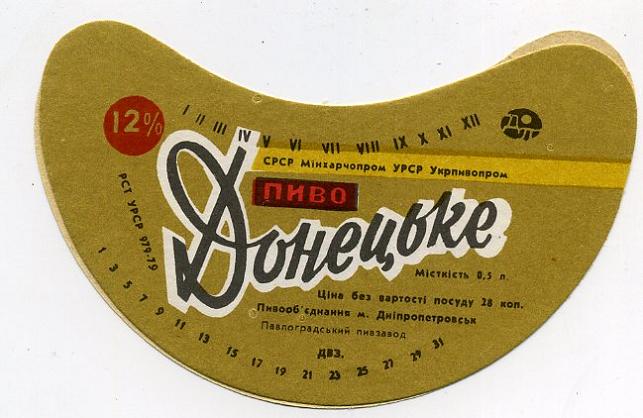 12%
I II III IV V VI VII VIII IX X XI XII
СРСР Мінхарчопром УРСР Укрпивопром
ПИВО
Донецьке
РСТ УРСР 979-79
Місткість 0,5 л.
Ціна без вартості посуду 28 коп.
Пивооб'єднання м. Дніпропетровськ
Павлоградський пивзавод
ДВЗ.
1 3 5 7 9 11 13 15 17 19 21 23 25 27 29 31